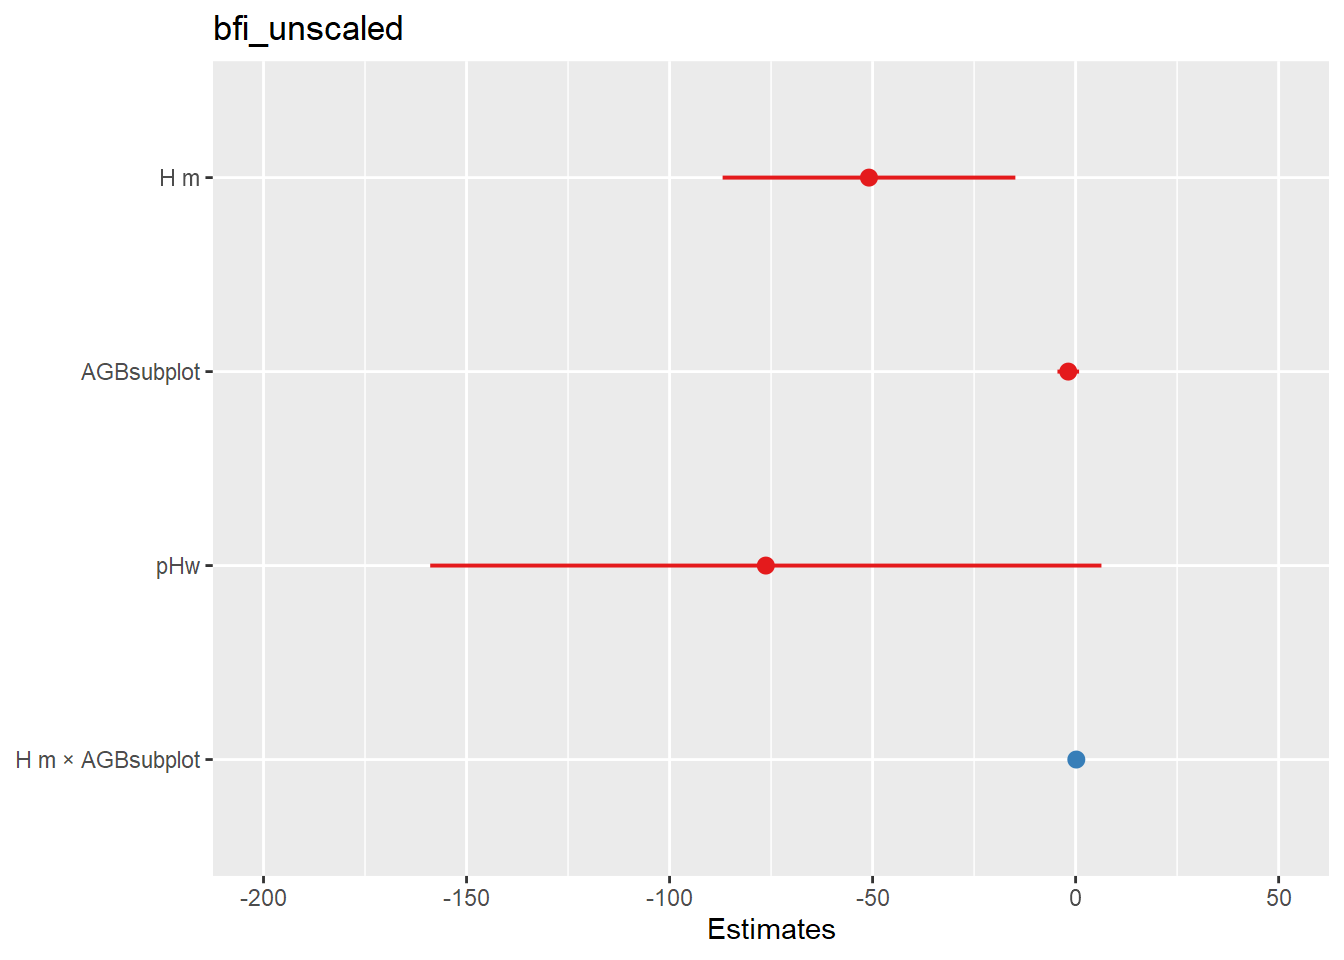 bfi_unscaled
H m
AGBsubplot
pHw
H m × AGBsubplot
-200 -150 -100 -50 0 50
Estimates